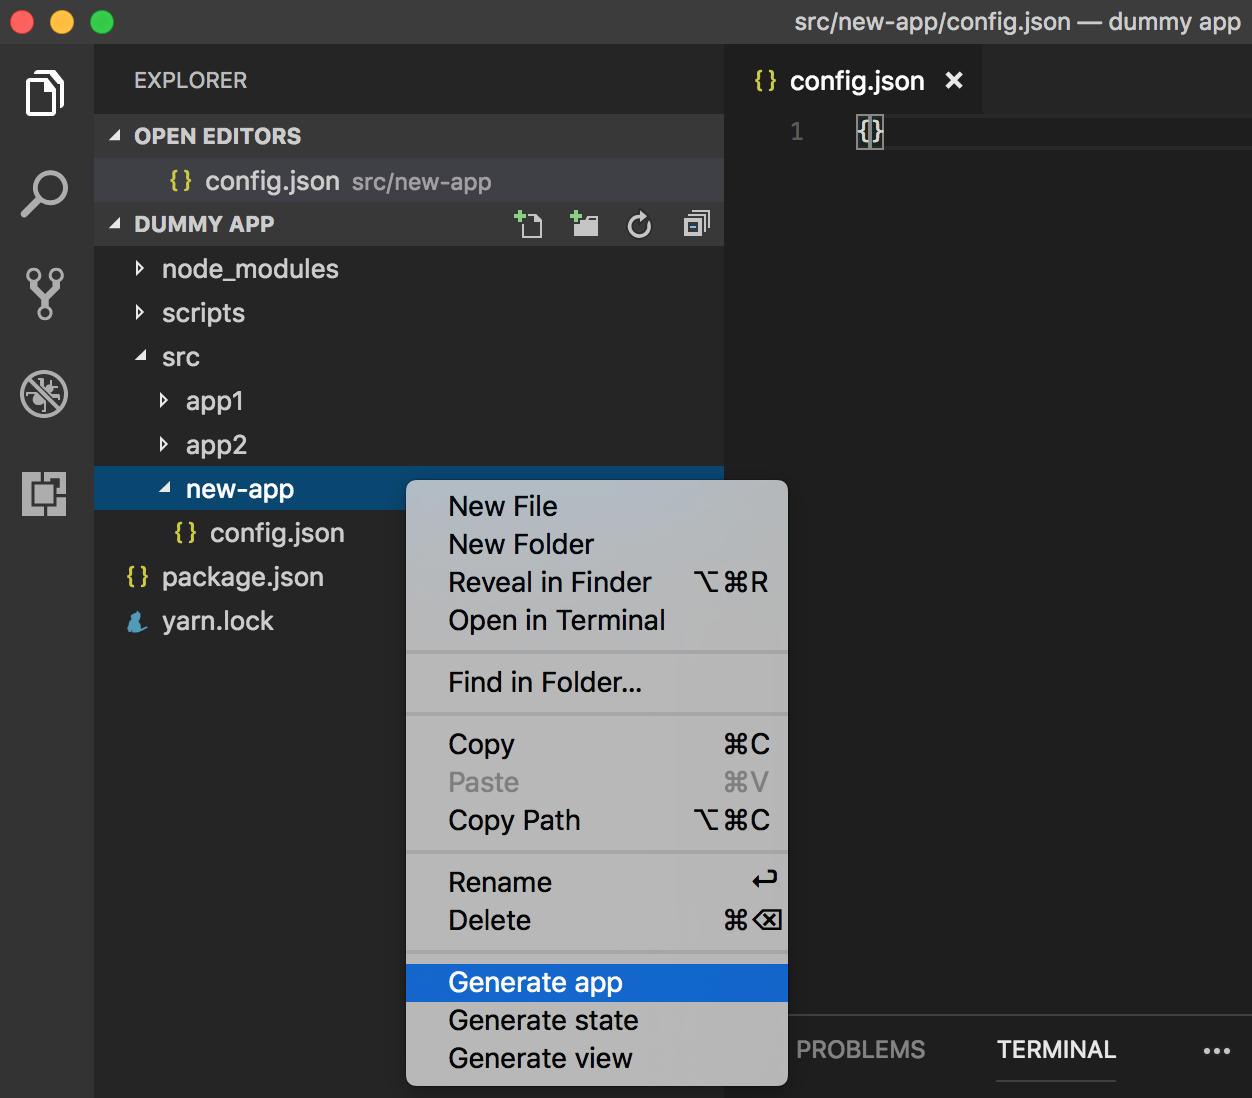 src/new-app/config.json — dummy app
EXPLORER
OPEN EDITORS
{} config.json src/new-app
DUMMY APP
node_modules
scripts
src
app1
app2
new-app
{} config.json
{} package.json
yarn.lock
{} config.json ×
1 {}
New File
New Folder
Reveal in Finder ⌥⌘R
Open in Terminal
Find in Folder...
Copy ⌘C
Paste ⌘V
Copy Path ⌥⌘C
Rename ↩
Delete ⌘⌫
Generate app
Generate state
Generate view
PROBLEMS TERMINAL ...